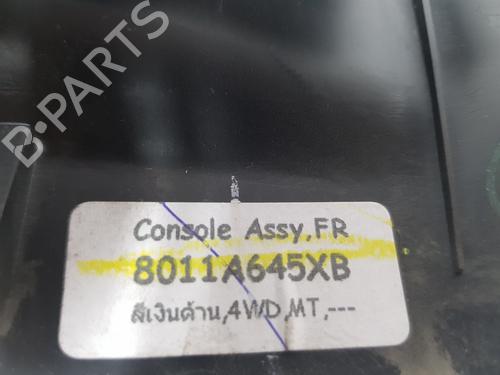 Console Assy,FR
8011A645XB
สีเงินด้าน,4WD,MT,---
B-PARTS